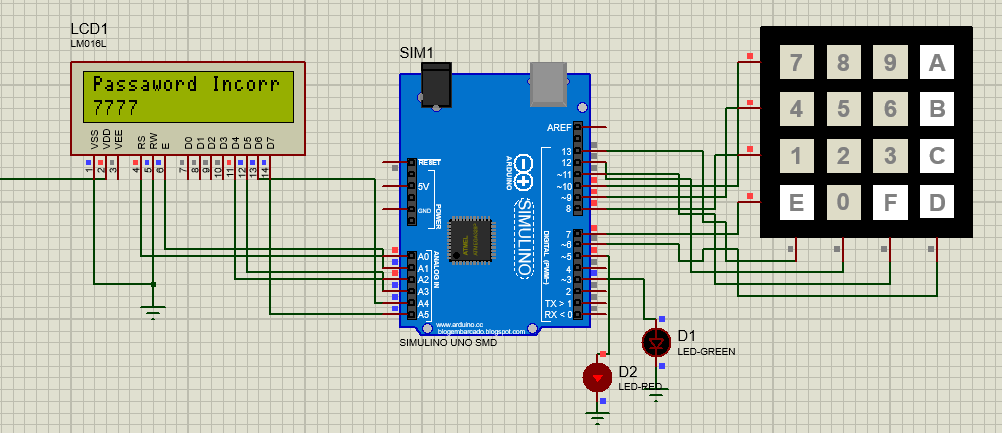 LCD1
LM016L
Passaword Incorr
7777
VSS VDD VEE RS RW E D0 D1 D2 D3 D4 D5 D6 D7
1 2 3 4 5 6 7 8 9 10 11 12 13 14
SIM1
AREF
RESET
5V
GND
POWER
A0
A1
A2
A3
A4
A5
ANALOG IN
ARDUINO
SIMULINO
DIGITAL (PWM~)
13
12
~11
~10
~9
8
7
~6
~5
4
~3
2
TX > 1
RX < 0
ATMEL
www.arduino.cc
blogembarcado.blogspot.com
SIMULINO UNO SMD
D1
LED-GREEN
D2
LED-RED
7 8 9 A
4 5 6 B
1 2 3 C
E 0 F D